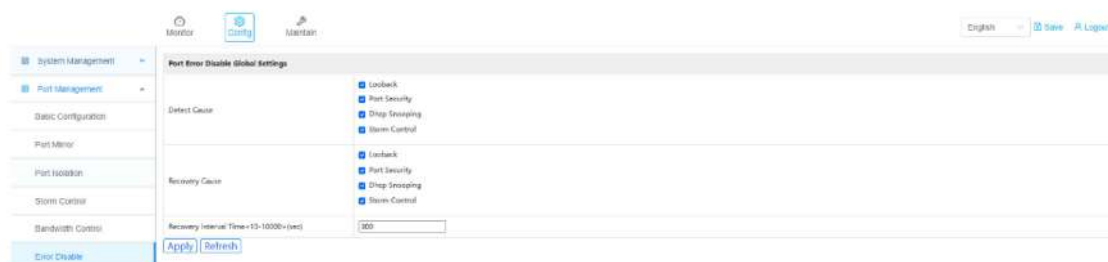 Monitor
Config
Maintain
English
Save
Logout
System Management
Port Management
Basic Configuration
Port Mirror
Port Isolation
Storm Control
Bandwidth Control
Error Disable
Port Error Disable Global Settings
Detect Cause
Looback
Port Security
Dhcp Snooping
Storm Control
Recovery Cause
Looback
Port Security
Dhcp Snooping
Storm Control
Recovery Interval Time<10-10000>(sec)
300
Apply
Refresh